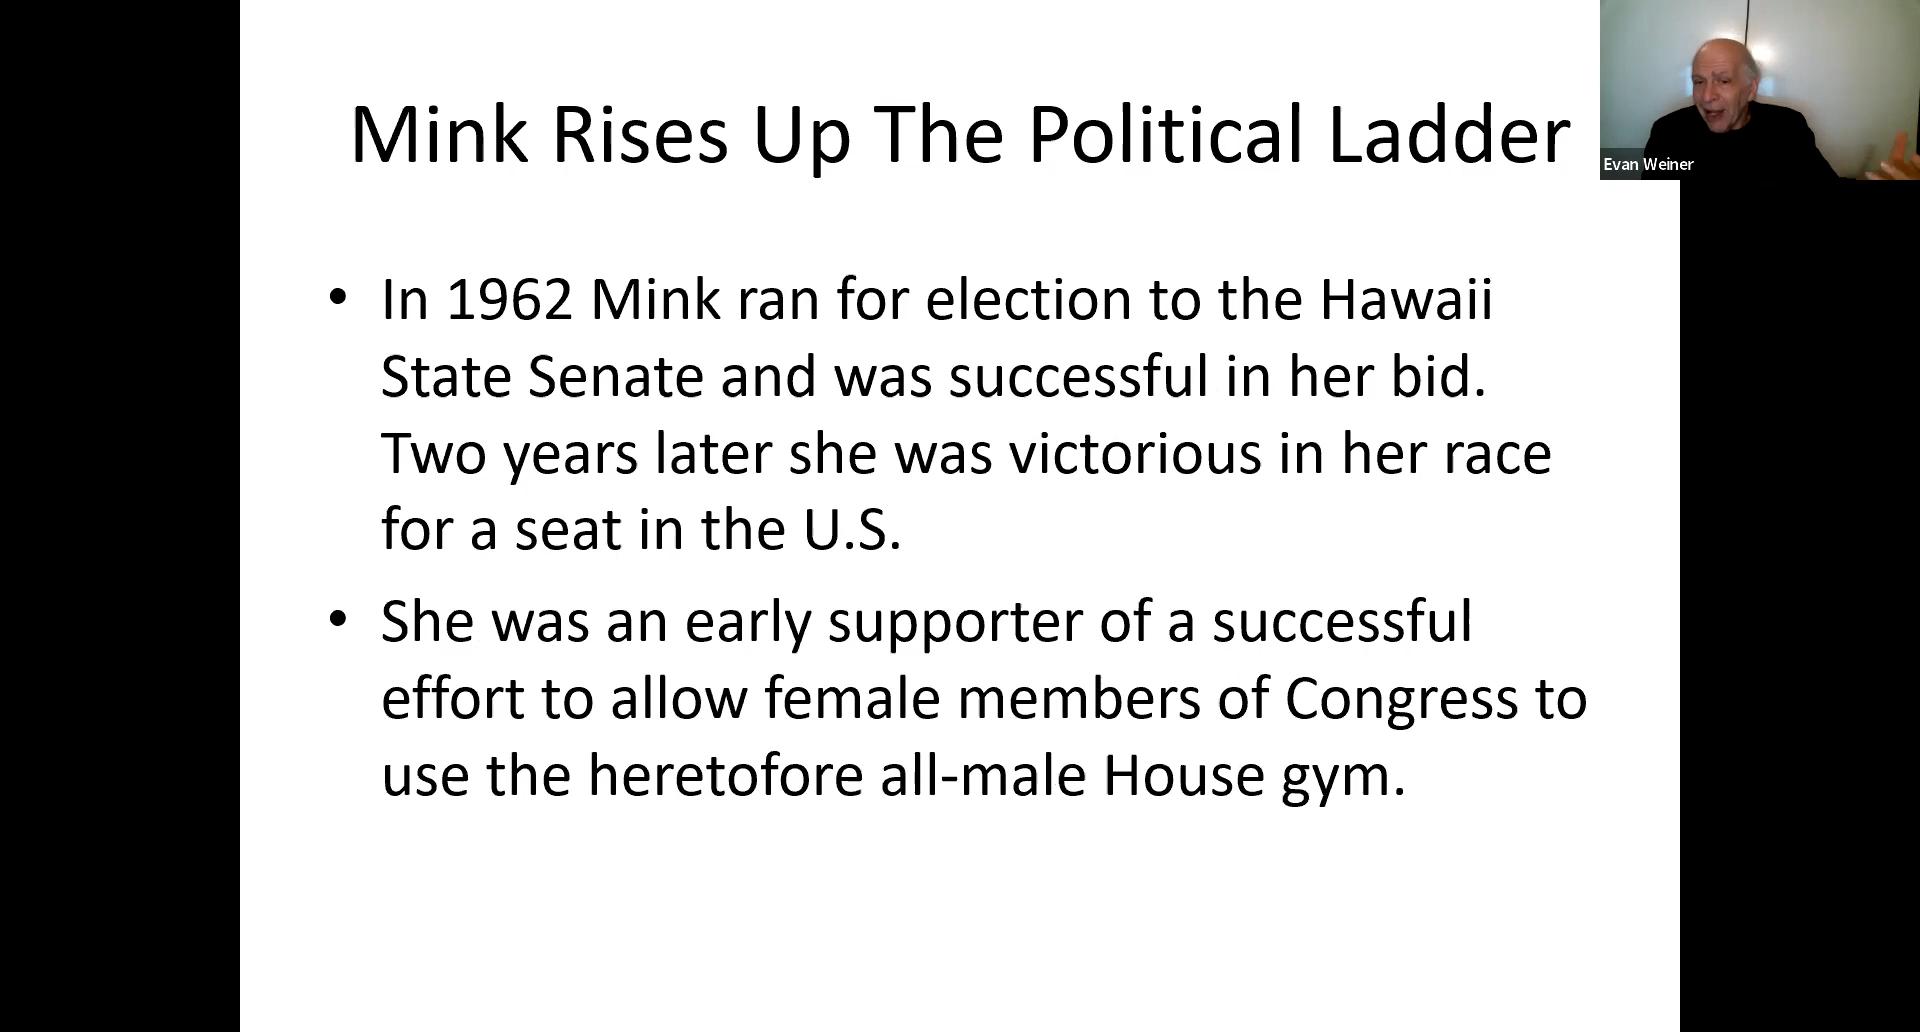 Mink Rises Up The Political Ladder
Evan Weiner
• In 1962 Mink ran for election to the Hawaii
State Senate and was successful in her bid.
Two years later she was victorious in her race
for a seat in the U.S.
• She was an early supporter of a successful
effort to allow female members of Congress to
use the heretofore all-male House gym.